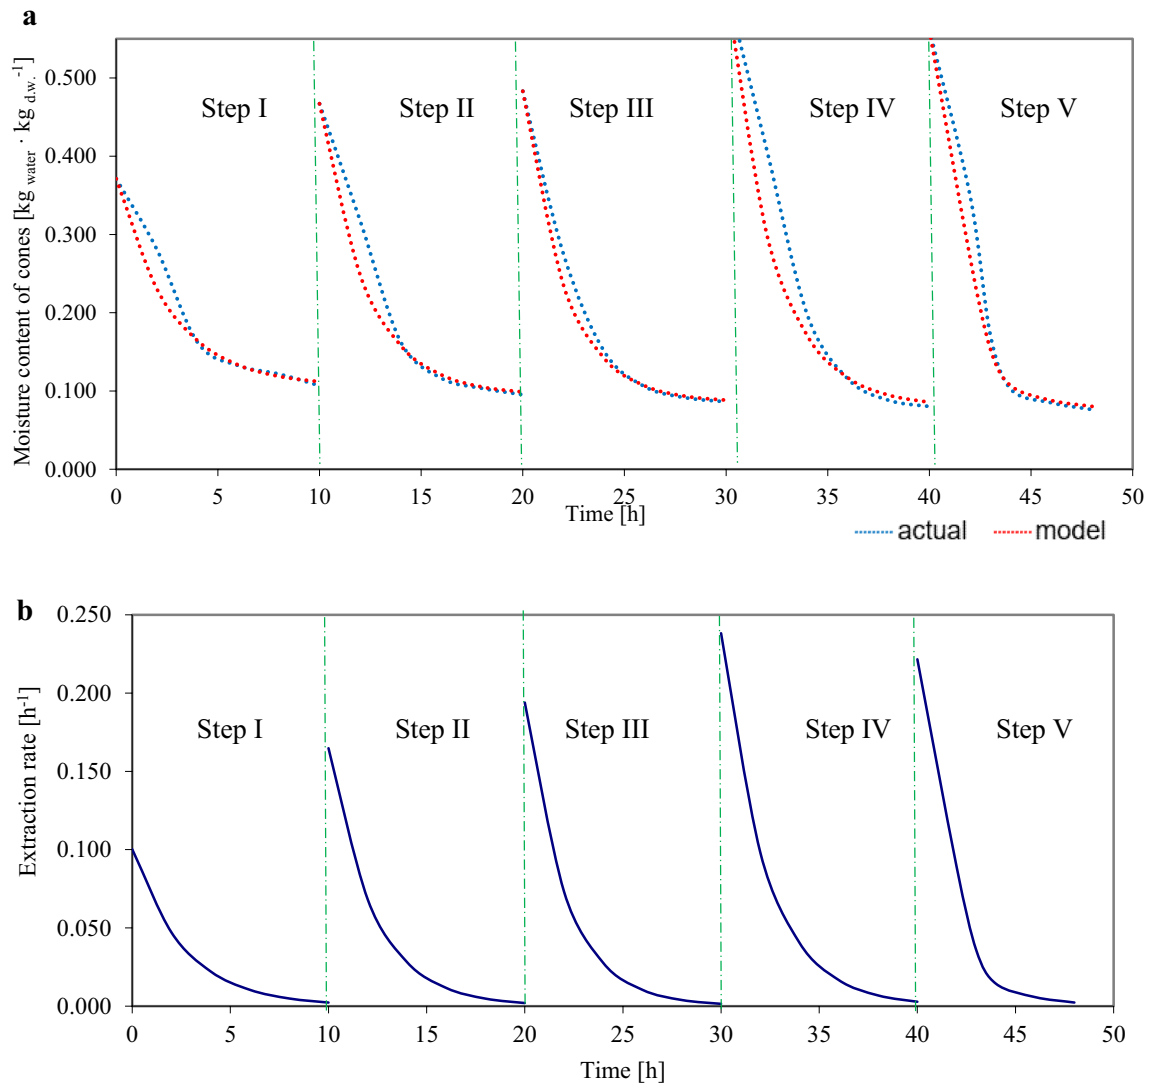 a
Moisture content of cones [kg water · kg d.w.-1]
0.500
0.400
0.300
0.200
0.100
0.000
Step I
Step II
Step III
Step IV
Step V
0 5 10 15 20 25 30 35 40 45 50
Time [h]
actual model
b
Extraction rate [h-1]
0.250
0.200
0.150
0.100
0.050
0.000
Step I
Step II
Step III
Step IV
Step V
0 5 10 15 20 25 30 35 40 45 50
Time [h]